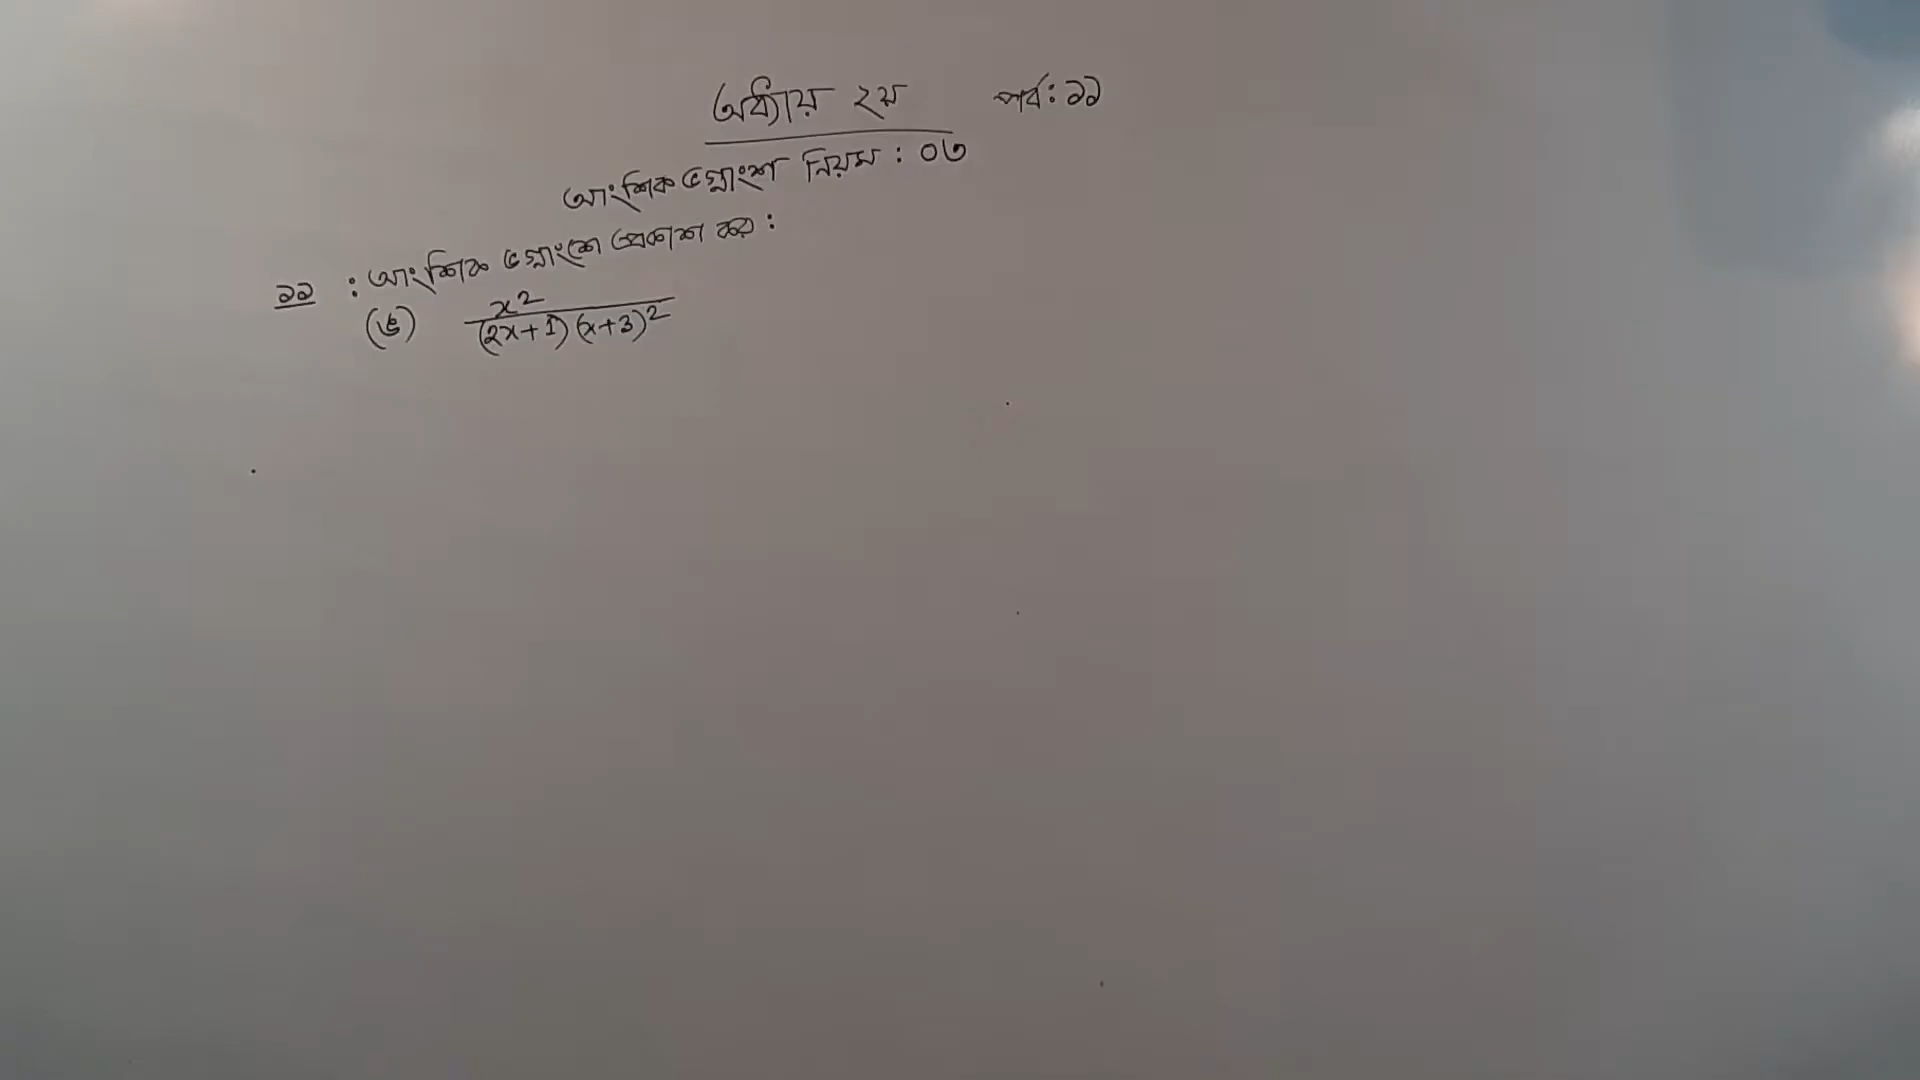 অধ্যায় ২য় পর্ব: ১১
আংশিক ভগ্নাংশ নিয়ম: ০৩
১১ : আংশিক ভগ্নাংশে প্রকাশ কর:
(ঙ) x²/((2x+1)(x+3)²)